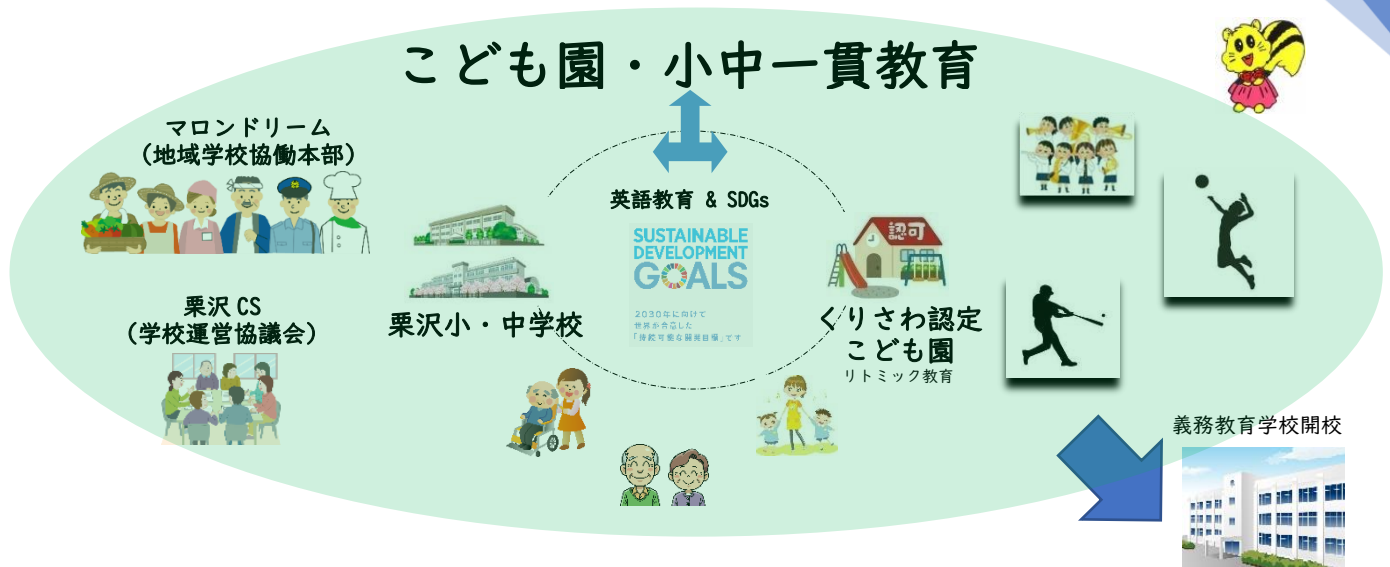 こども園・小中一貫教育
マロンドリーム
(地域学校協働本部)
英語教育 & SDGs
SUSTAINABLE
DEVELOPMENT
GOALS
2030年に向けて
世界が合意した
「持続可能な開発目標」です
認可
栗沢 CS
(学校運営協議会)
栗沢小・中学校
くりさわ認定
こども園
リトミック教育
義務教育学校開校